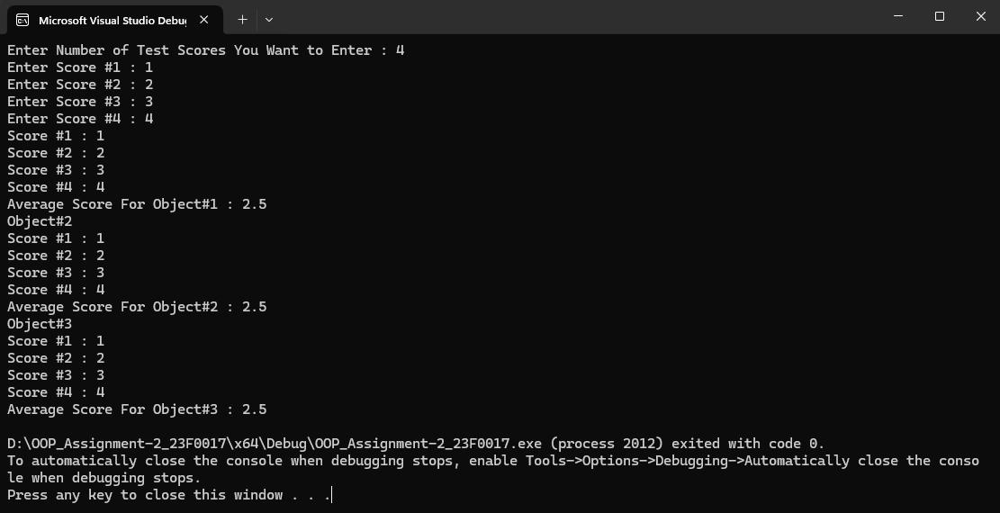 Microsoft Visual Studio Debug
Enter Number of Test Scores You Want to Enter : 4
Enter Score #1 : 1
Enter Score #2 : 2
Enter Score #3 : 3
Enter Score #4 : 4
Score #1 : 1
Score #2 : 2
Score #3 : 3
Score #4 : 4
Average Score For Object#1 : 2.5
Object#2
Score #1 : 1
Score #2 : 2
Score #3 : 3
Score #4 : 4
Average Score For Object#2 : 2.5
Object#3
Score #1 : 1
Score #2 : 2
Score #3 : 3
Score #4 : 4
Average Score For Object#3 : 2.5
D:\OOP_Assignment-2_23F0017\x64\Debug\OOP_Assignment-2_23F0017.exe (process 2012) exited with code 0.
To automatically close the console when debugging stops, enable Tools->Options->Debugging->Automatically close the conso
le when debugging stops.
Press any key to close this window . . .